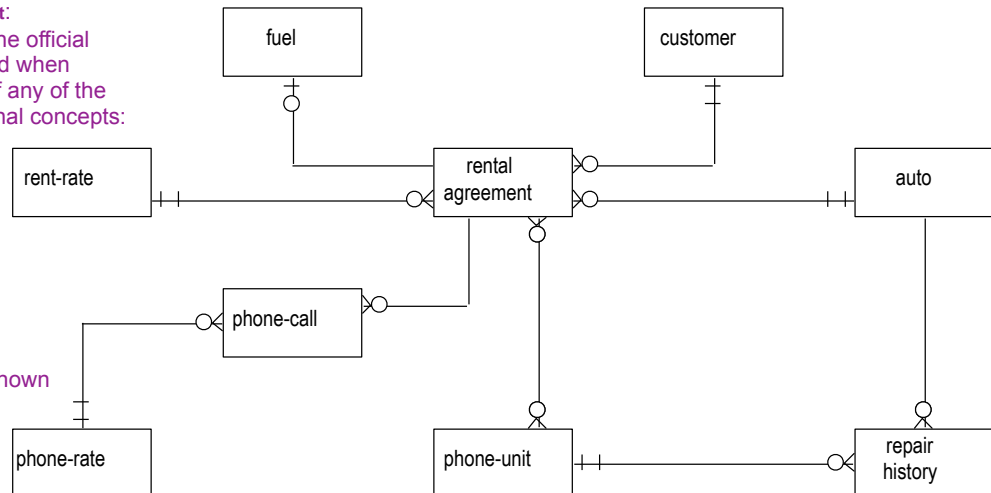 t:
ne official
d when
f any of the
nal concepts:
fuel
customer
rent-rate
rental
agreement
auto
phone-call
hown
phone-rate
phone-unit
repair
history